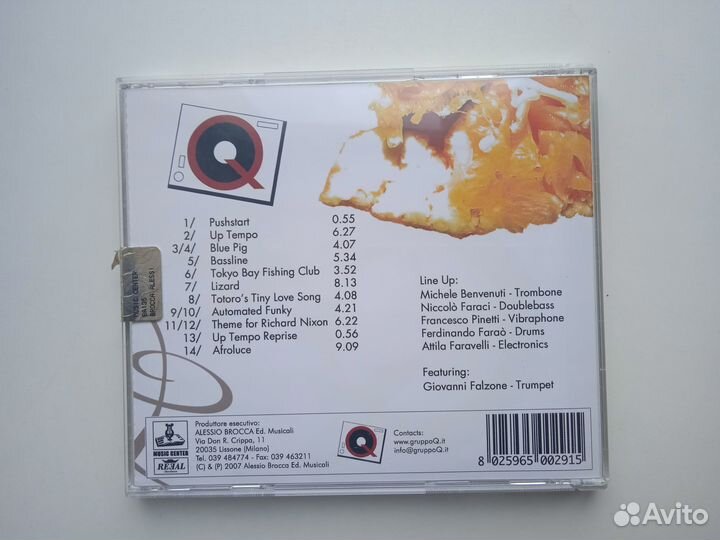 Q
1/ Pushstart 0.55
2/ Up Tempo 6.27
3/4/ Blue Pig 4.07
5/ Bassline 5.34
6/ Tokyo Bay Fishing Club 3.52
7/ Lizard 8.13
8/ Totoro's Tiny Love Song 4.08
9/10/ Automated Funky 4.21
11/12/ Theme for Richard Nixon 6.22
13/ Up Tempo Reprise 0.56
14/ Afroluce 9.09
Line Up:
Michele Benvenuti - Trombone
Niccolò Faraci - Doublebass
Francesco Pinetti - Vibraphone
Ferdinando Faraò - Drums
Attila Faravelli - Electronics
Featuring:
Giovanni Falzone - Trumpet
MUSIC CENTER
Produttore esecutivo:
ALESSIO BROCCA Ed. Musicali
Via Don R. Crippa, 11
20035 Lissone (Milano)
Tel. 039 484774 - Fax: 039 463211
(C) & (P) 2007 Alessio Brocca Ed. Musicali
Q
Contacts:
www.gruppoQ.it
info@gruppoQ.it
8 025965 002915
Avito